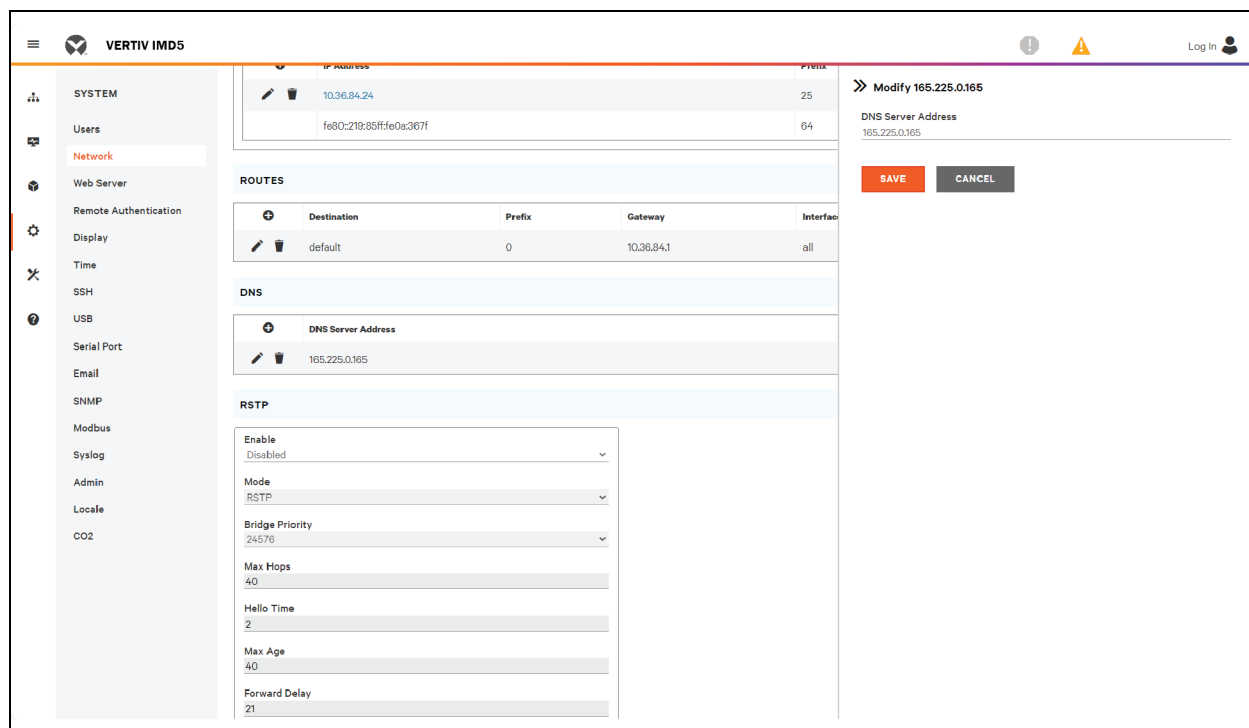 VERTIV IMD5
Log In
SYSTEM
Users
Network
Web Server
Remote Authentication
Display
Time
SSH
USB
Serial Port
Email
SNMP
Modbus
Syslog
Admin
Locale
CO2
IP Address Prefix
10.36.84.24 25
fe80::219:85ff:fe0a:367f 64
ROUTES
Destination Prefix Gateway Interfac
default 0 10.36.84.1 all
DNS
DNS Server Address
165.225.0.165
RSTP
Enable
Disabled
Mode
RSTP
Bridge Priority
24576
Max Hops
40
Hello Time
2
Max Age
40
Forward Delay
21
Modify 165.225.0.165
DNS Server Address
165.225.0.165
SAVE CANCEL